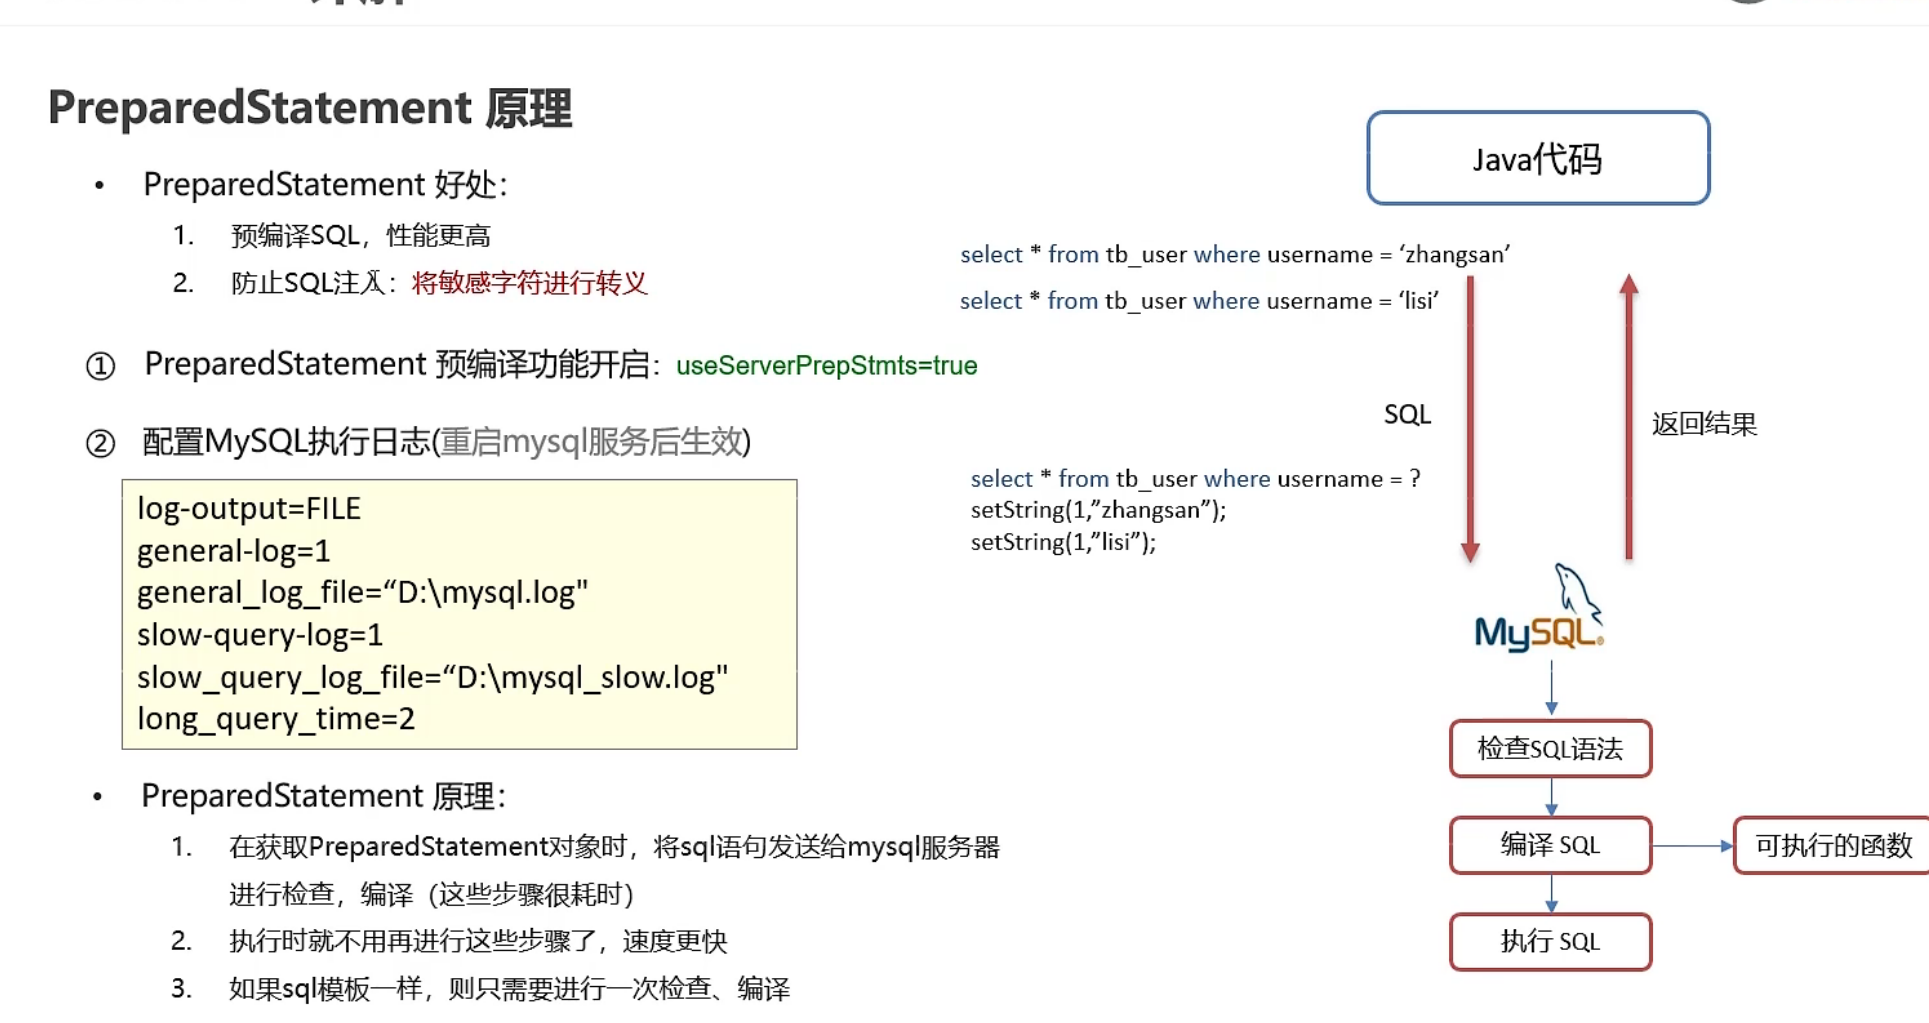 PreparedStatement 原理
• PreparedStatement 好处：
1. 预编译SQL，性能更高
2. 防止SQL注入：将敏感字符进行转义
① PreparedStatement 预编译功能开启：useServerPrepStmts=true
② 配置MySQL执行日志(重启mysql服务后生效)
log-output=FILE
general-log=1
general_log_file=“D:\mysql.log"
slow-query-log=1
slow_query_log_file=“D:\mysql_slow.log"
long_query_time=2
• PreparedStatement 原理：
1. 在获取PreparedStatement对象时，将sql语句发送给mysql服务器
进行检查，编译（这些步骤很耗时）
2. 执行时就不用再进行这些步骤了，速度更快
3. 如果sql模板一样，则只需要进行一次检查、编译
Java代码
select * from tb_user where username = ‘zhangsan’
select * from tb_user where username = ‘lisi’
SQL
返回结果
select * from tb_user where username = ?
setString(1,”zhangsan”);
setString(1,”lisi”);
MySQL®
检查SQL语法
编译 SQL
可执行的函数
执行 SQL